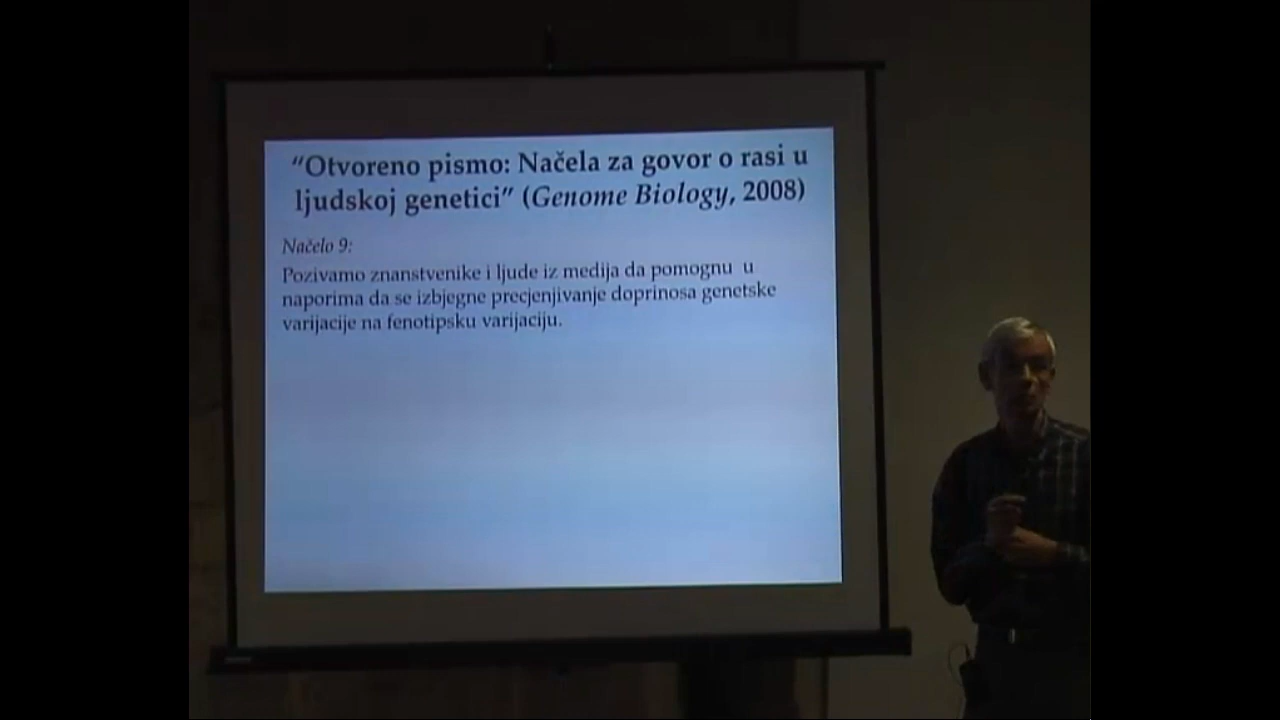 “Otvoreno pismo: Načela za govor o rasi u
ljudskoj genetici” (Genome Biology, 2008)
Načelo 9:
Pozivamo znanstvenike i ljude iz medija da pomognu u
naporima da se izbjegne precjenjivanje doprinosa genetske
varijacije na fenotipsku varijaciju.